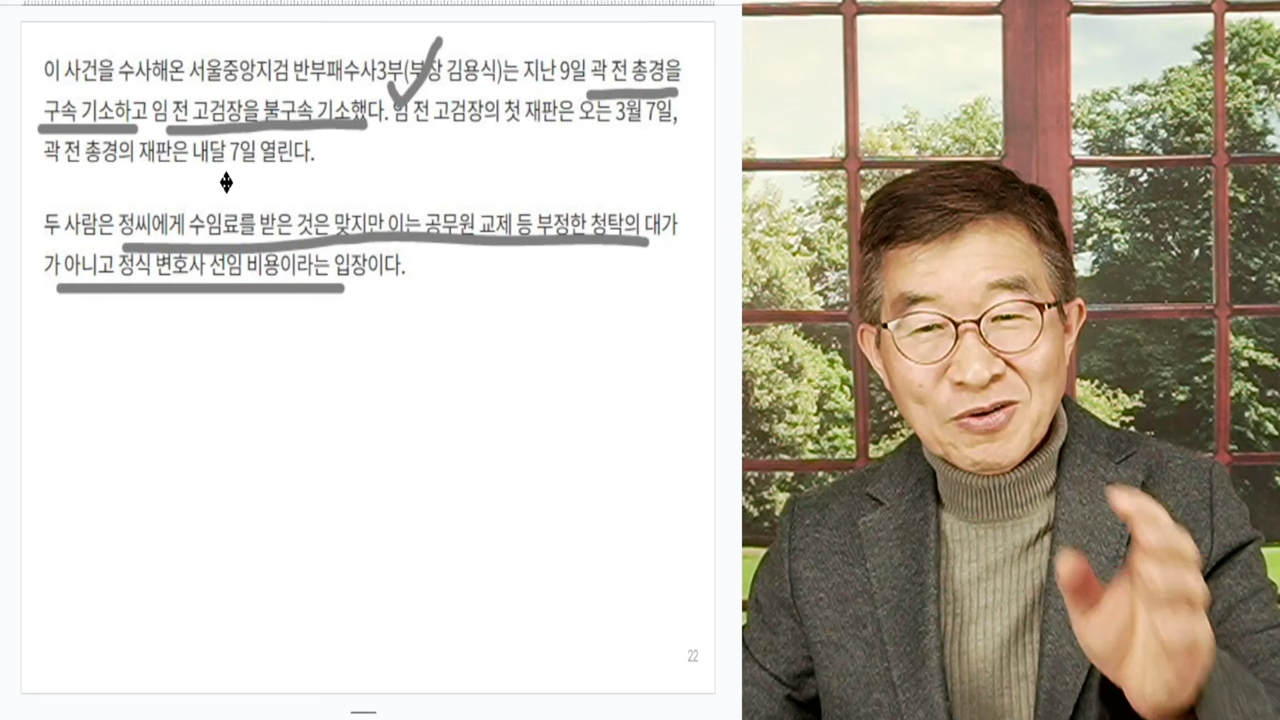 이 사건을 수사해온 서울중앙지검 반부패수사3부(부장 김용식)는 지난 9일 곽 전 총경을
구속 기소하고 임 전 고검장을 불구속 기소했다. 임 전 고검장의 첫 재판은 오는 3월 7일,
곽 전 총경의 재판은 내달 7일 열린다.
두 사람은 정씨에게 수임료를 받은 것은 맞지만 이는 공무원 교제 등 부정한 청탁의 대가
가 아니고 정식 변호사 선임 비용이라는 입장이다.
22